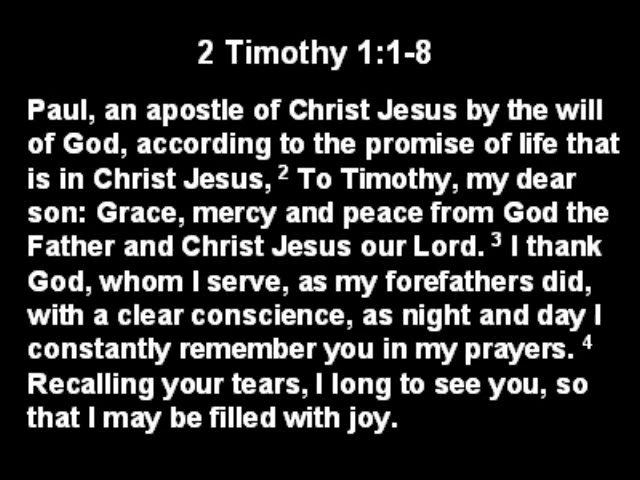 2 Timothy 1:1-8
Paul, an apostle of Christ Jesus by the will
of God, according to the promise of life that
is in Christ Jesus, 2 To Timothy, my dear
son: Grace, mercy and peace from God the
Father and Christ Jesus our Lord. 3 I thank
God, whom I serve, as my forefathers did,
with a clear conscience, as night and day I
constantly remember you in my prayers. 4
Recalling your tears, I long to see you, so
that I may be filled with joy.